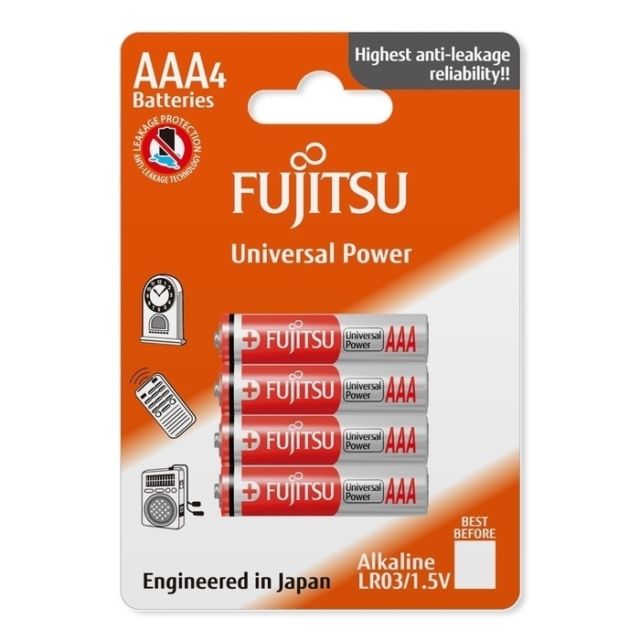 AAA4
Batteries
Highest anti-leakage
reliability!!
LEAKAGE PROTECTION
ANTI-LEAKAGE TECHNOLOGY
FUJITSU
Universal Power
+ FUJITSU Universal Power AAA
+ FUJITSU Universal Power AAA
+ FUJITSU Universal Power AAA
+ FUJITSU Universal Power AAA
BEST
BEFORE
Alkaline
LR03/1.5V
Engineered in Japan